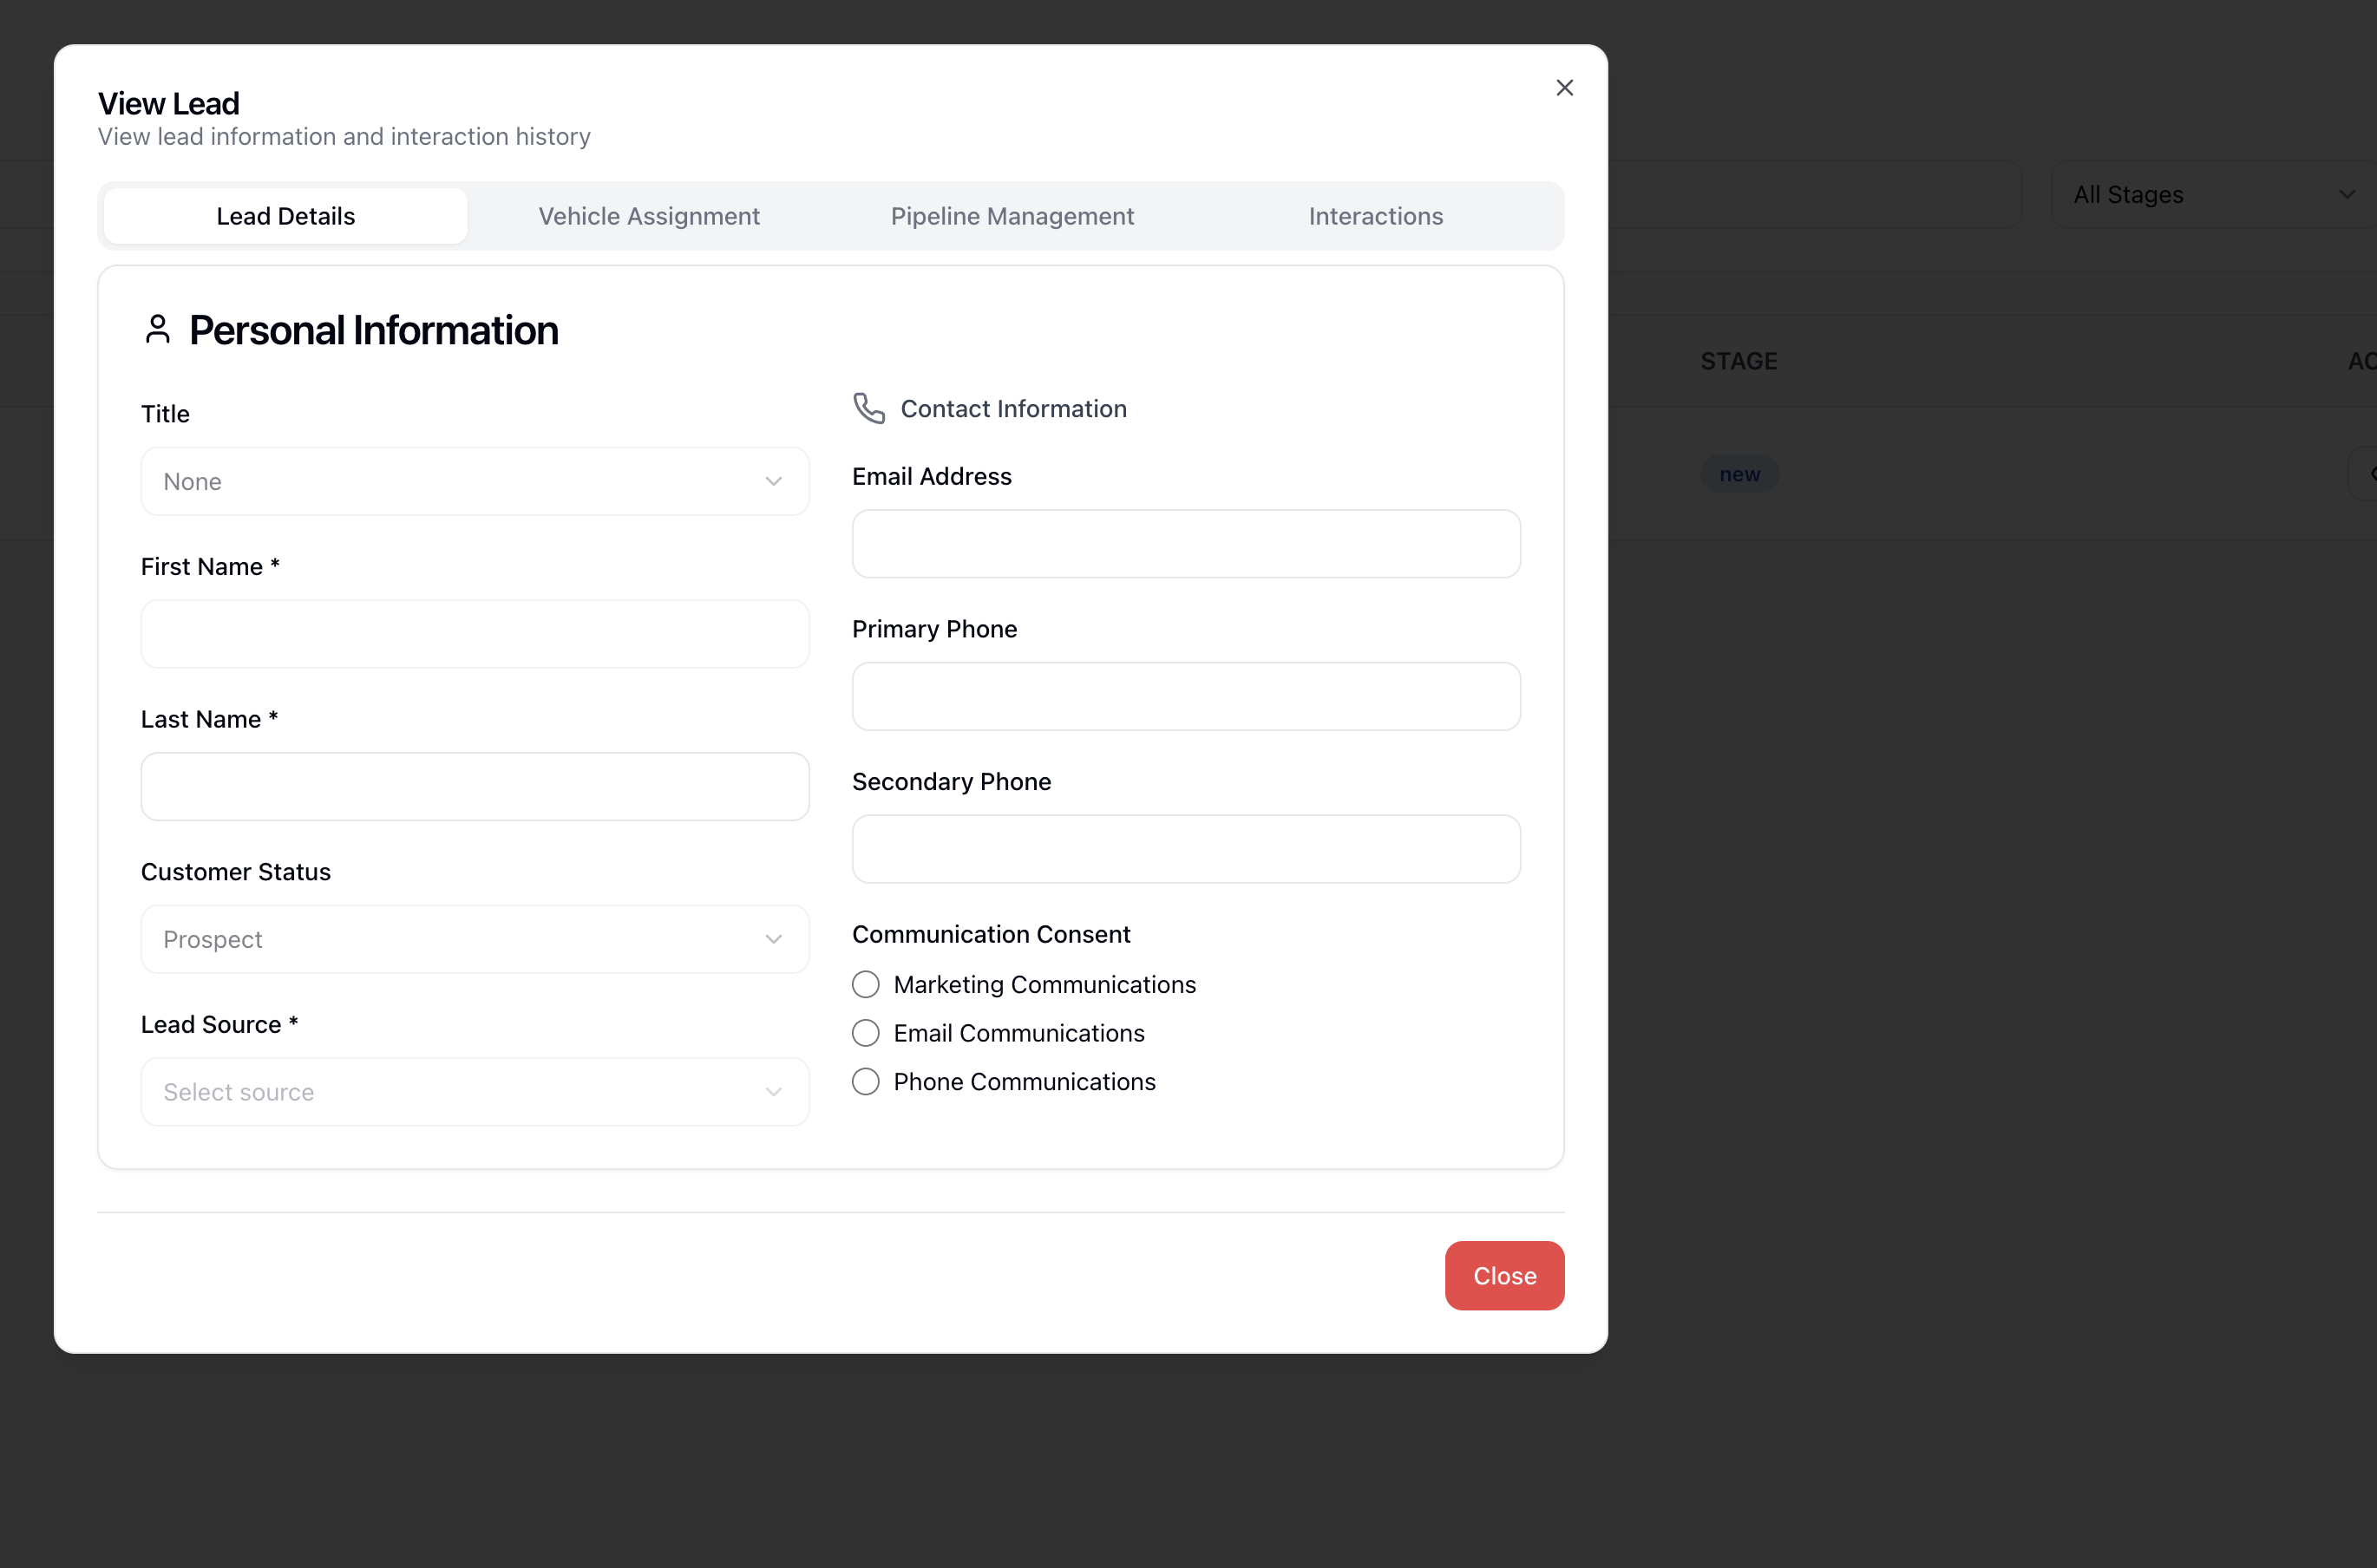 View Lead
View lead information and interaction history
Lead Details
Vehicle Assignment
Pipeline Management
Interactions
Personal Information
Title
None
First Name *
Last Name *
Customer Status
Prospect
Lead Source *
Select source
Contact Information
Email Address
Primary Phone
Secondary Phone
Communication Consent
Marketing Communications
Email Communications
Phone Communications
Close
All Stages
STAGE
new